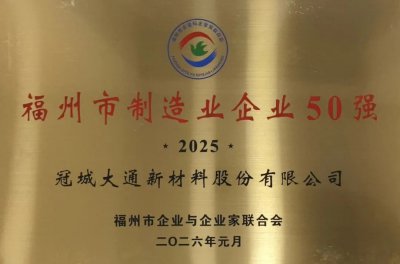 福州市制造业企业50强
★ 2025 ★
冠城大通新材料股份有限公司
福州市企业与企业家联合会
二〇二六年元月